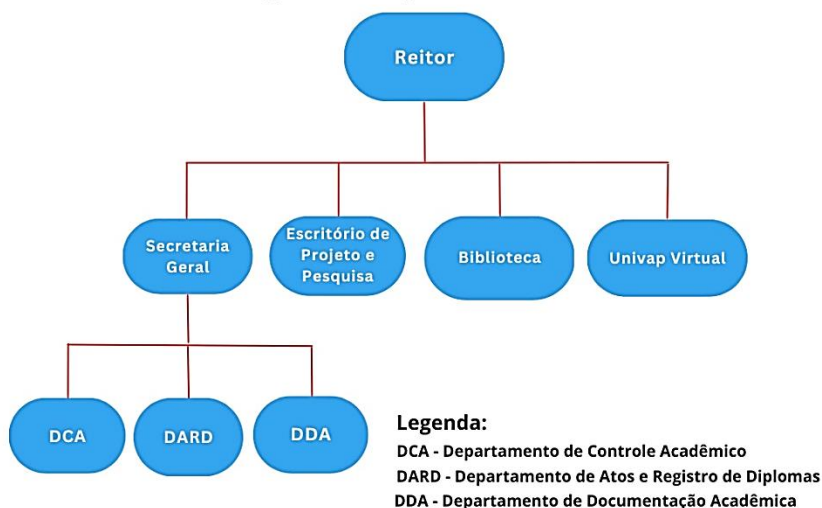 Reitor
Secretaria
Geral
Escritório de
Projeto e
Pesquisa
Biblioteca
Univap Virtual
DCA
DARD
DDA
Legenda:
DCA - Departamento de Controle Acadêmico
DARD - Departamento de Atos e Registro de Diplomas
DDA - Departamento de Documentação Acadêmica